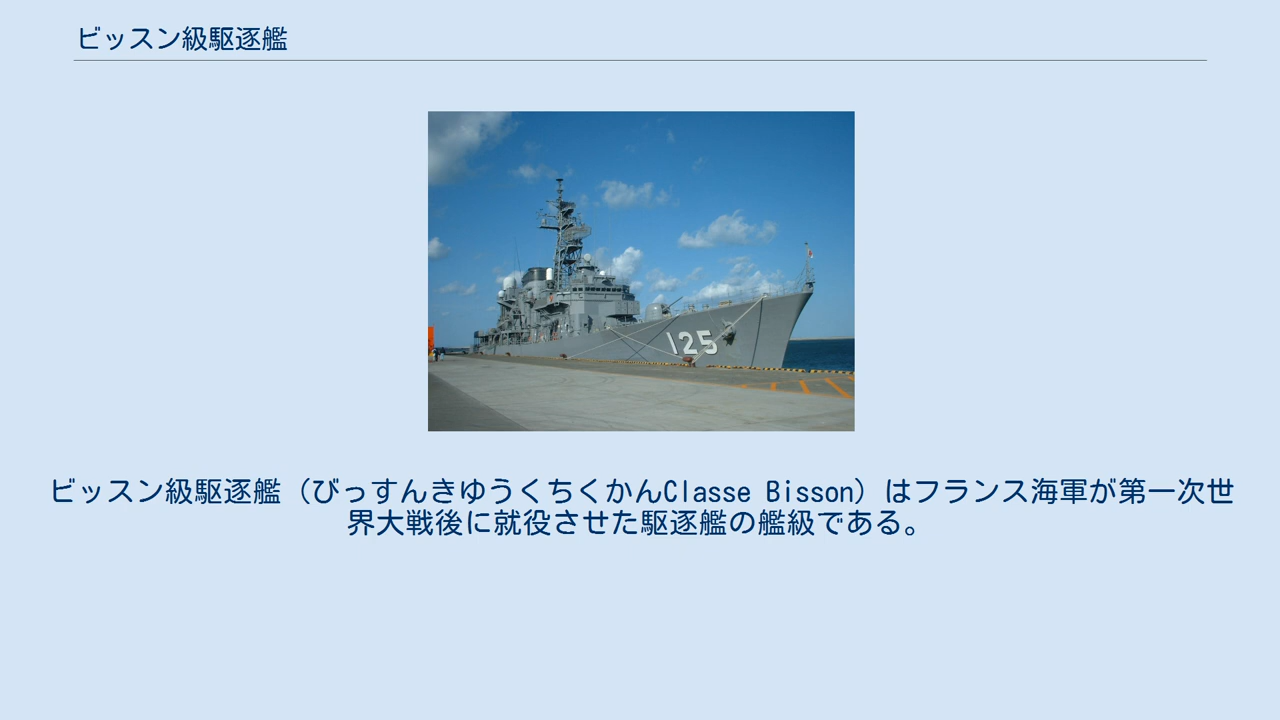 ビッスン級駆逐艦
125
ビッスン級駆逐艦（びっすんきゆうくちくかんClasse Bisson）はフランス海軍が第一次世
界大戦後に就役させた駆逐艦の艦級である。